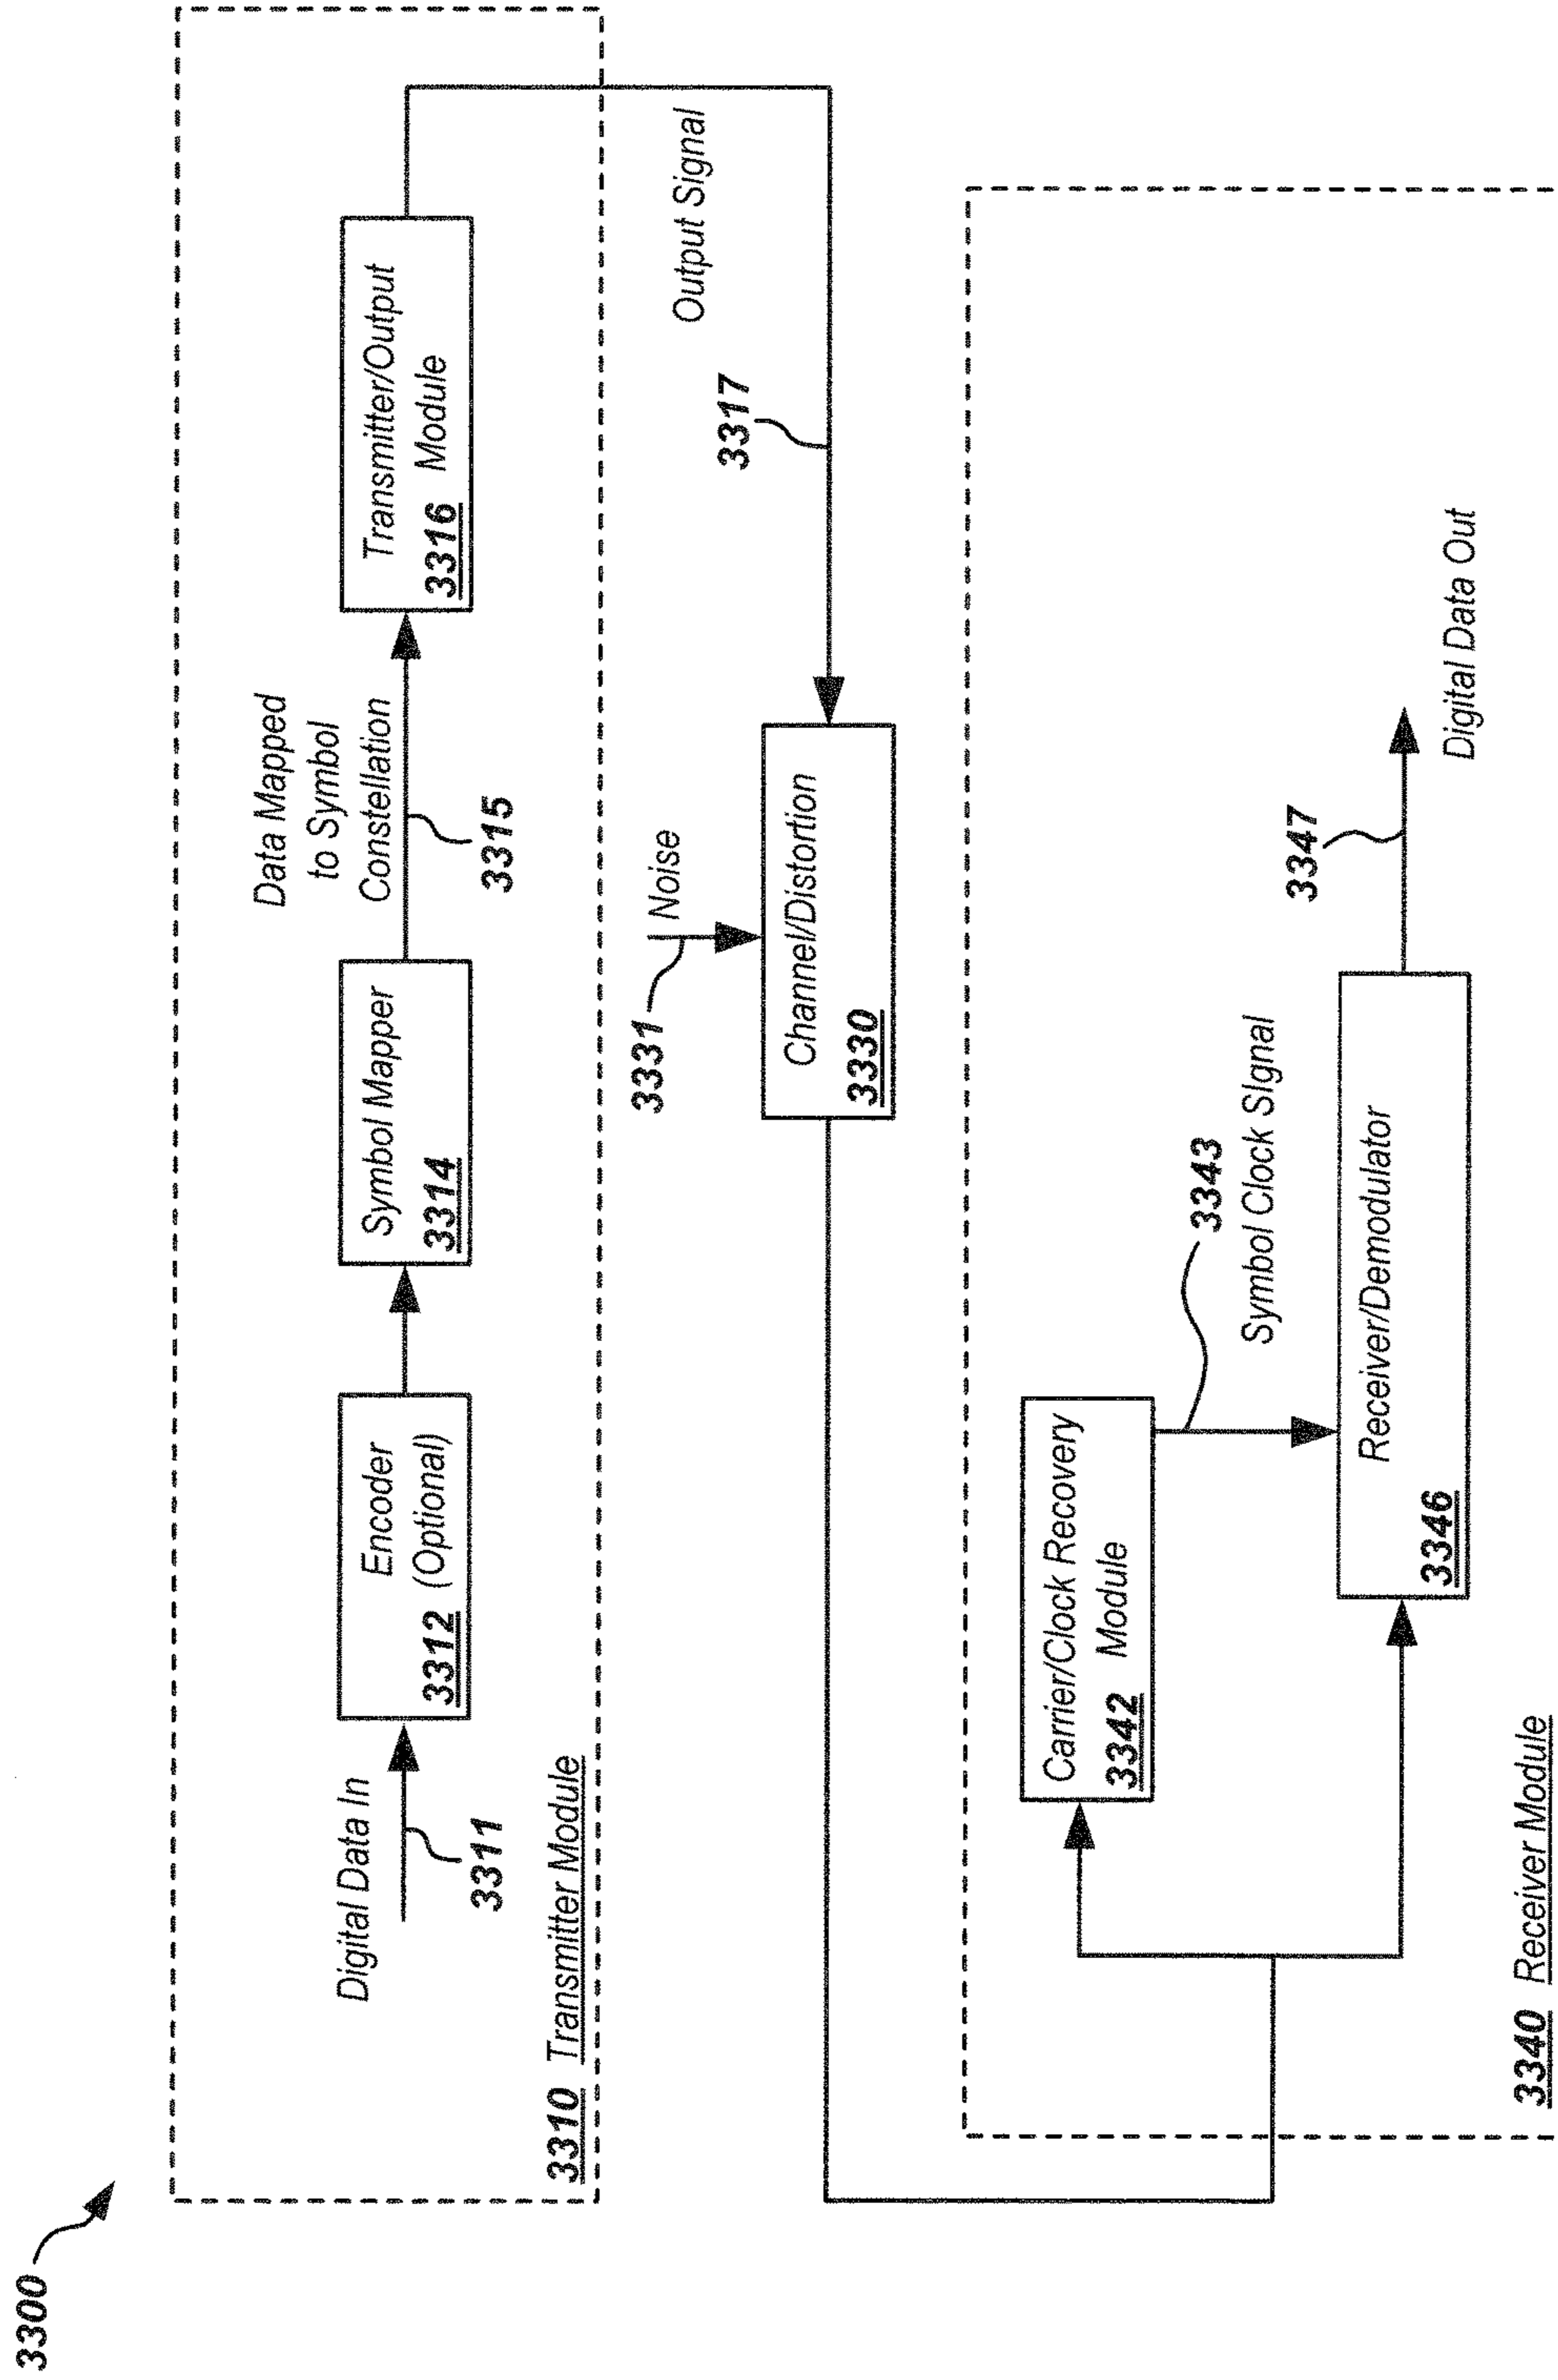 3300
Digital Data In
3311
Encoder
3312 (Optional)
Symbol Mapper
3314
Data Mapped
to Symbol
Constellation
3315
Transmitter/Output
3316 Module
3310 Transmitter Module
Output Signal
3317
3331 Noise
Channel/Distortion
3330
Carrier/Clock Recovery
3342 Module
3343
Symbol Clock SIgnal
Receiver/Demodulator
3346
3347
Digital Data Out
3340 Receiver Module